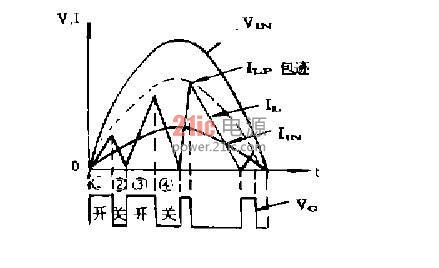 V,I
V_IN
I_LP 包迹
I_L
I_IN
21ic电源
power.21ic.com
0
t
② ③ ④
开 关 开 关
V_G